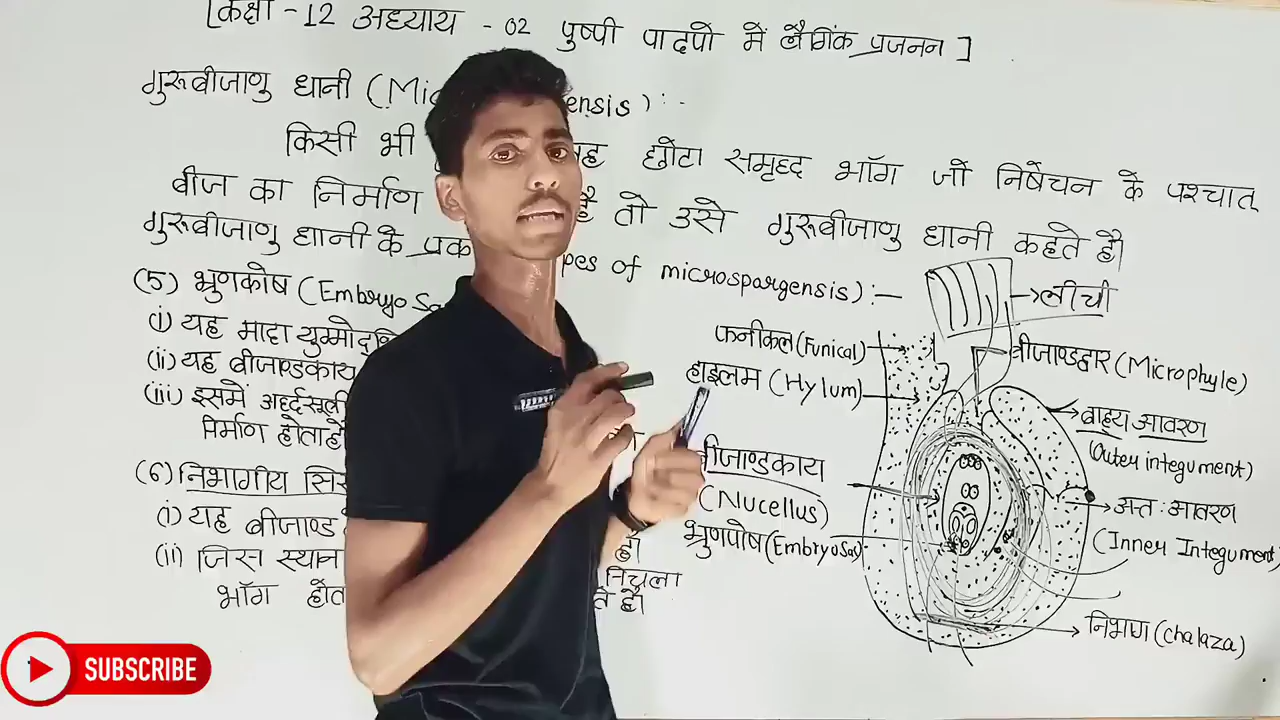 [कक्षा -12 अध्याय - 02 पुष्पी पादपो में लैगिंक प्रजनन ]
गुरूबीजाणु धानी (Mic ensis) : -
किसी भी छोटा समृध्द भॉग जो निषेचन के पश्चात्
बीज का निर्माण है तो उसे गुरूबीजाणु धानी कहते है।
गुरूबीजाणु धानी के प्रक pes of microspargensis) :-
(5) भ्रुणकोष (Embryo Sa
(i) यह मादा युग्मोद्भि
(ii) यह बीजाण्डकाय
(iii) इसमें अर्ध्दसूत्री
निर्माण होता है
(6) निभागीय सिरा
(i) यह बीजाण्ड है।
(ii) जिस स्थान निचला
भॉग होता ते है।
लीची
फनीकल (Funical)
बीजाण्डद्वार (Microphyle)
हाइलम (Hylum)
बाह्य आवरण
(Outer integument)
बीजाण्डकाय
(Nucellus)
अन्त : आवरण
(Inner Integument)
भ्रुणपोष (Embryo Sac)
निभाग (chalaza)
SUBSCRIBE